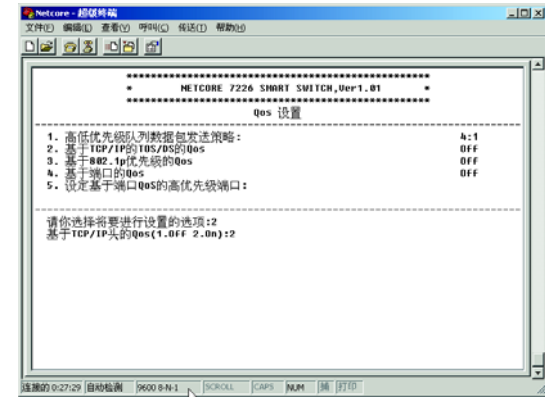 Netcore - 超级终端
文件(F) 编辑(E) 查看(V) 呼叫(C) 传送(T) 帮助(H)
****************************************************
* NETCORE 7226 SMART SWITCH,Ver1.01 *
****************************************************
Qos 设置
--------------------------------------------------------------------------------
1. 高低优先级队列数据包发送策略: 4:1
2. 基于TCP/IP的TOS/DS的Qos OFF
3. 基于802.1p优先级的Qos OFF
4. 基于端口的Qos OFF
5. 设定基于端口QoS的高优先级端口:
--------------------------------------------------------------------------------
请你选择将要进行设置的选项:2
基于TCP/IP头的Qos(1.Off 2.On):2
连接的 0:27:29 自动检测 9600 8-N-1 SCROLL CAPS NUM 捕 打印